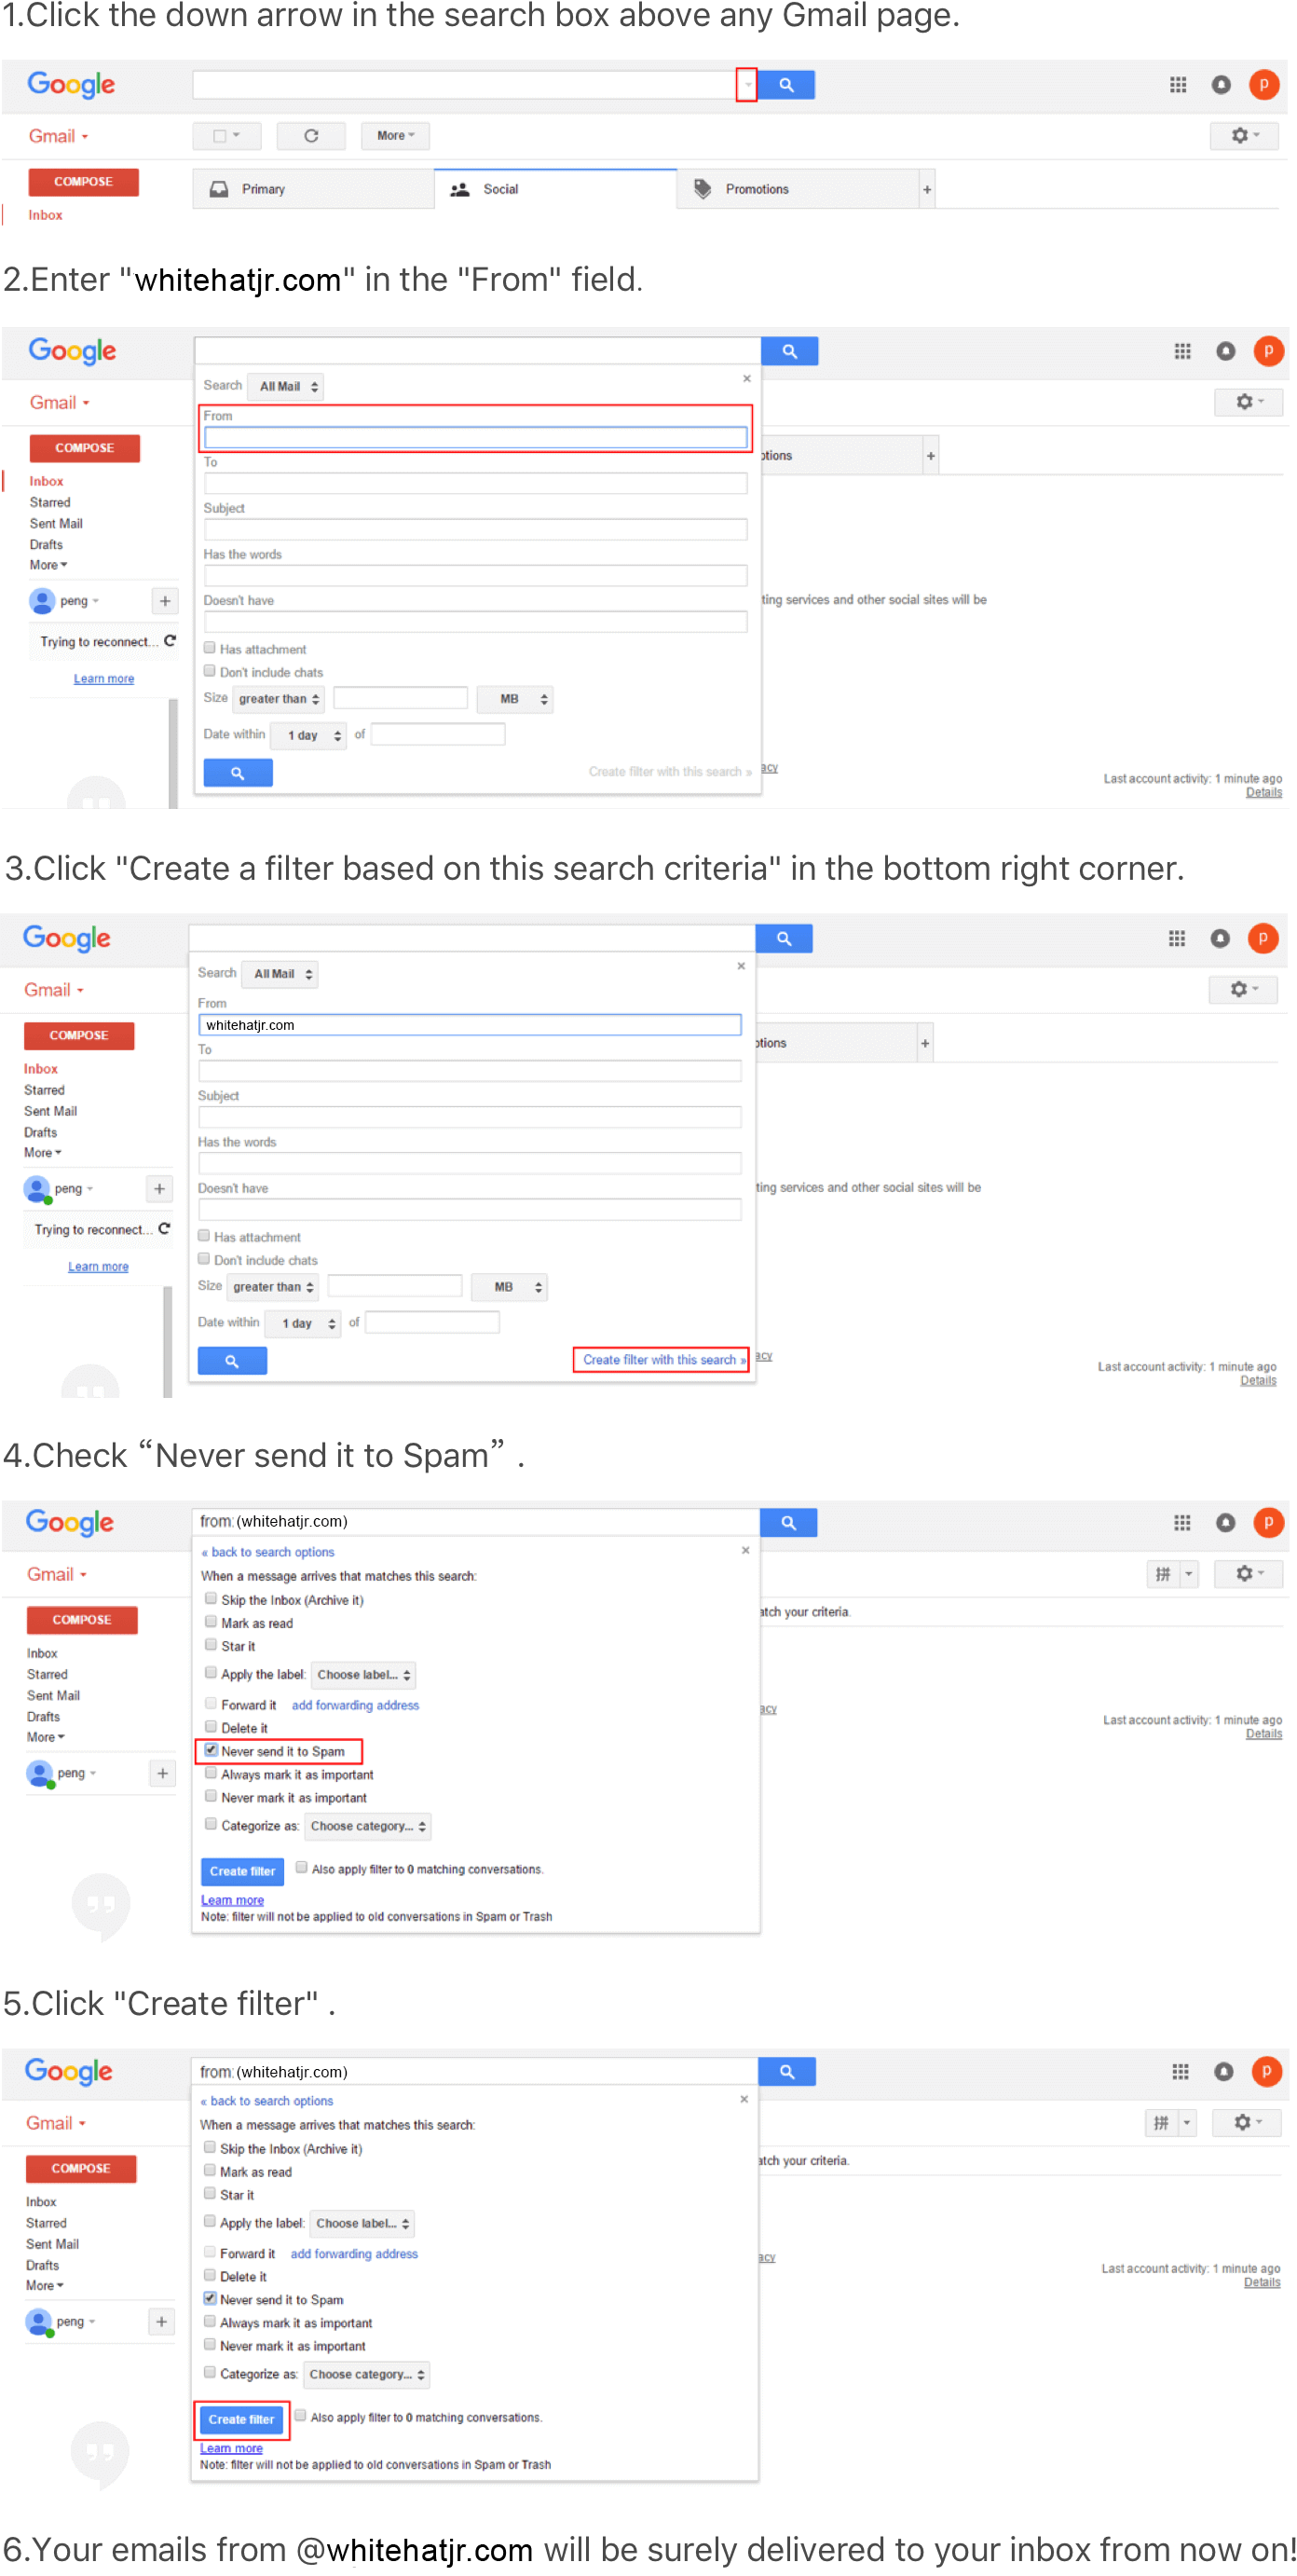 1.Click the down arrow in the search box above any Gmail page.
Google
P
Gmail
More
COMPOSE
Primary
Social
Promotions
+
Inbox
2.Enter "whitehatjr.com" in the "From" field.
Google
P
Search All Mail ×
Gmail
From
COMPOSE
otions +
To
Inbox
Starred
Subject
Sent Mail
Drafts
Has the words
More
peng +
Doesn't have
ting services and other social sites will be
Trying to reconnect...
Has attachment
Don't include chats
Learn more
Size greater than MB
Date within 1 day of
Create filter with this search »
acy
Last account activity: 1 minute ago
Details
3.Click "Create a filter based on this search criteria" in the bottom right corner.
Google
P
Search All Mail ×
Gmail
From
whitehatjr.com
COMPOSE
otions +
To
Inbox
Starred
Subject
Sent Mail
Drafts
Has the words
More
peng +
Doesn't have
ting services and other social sites will be
Trying to reconnect...
Has attachment
Don't include chats
Learn more
Size greater than MB
Date within 1 day of
Create filter with this search »
acy
Last account activity: 1 minute ago
Details
4.Check “Never send it to Spam” .
Google
from: (whitehatjr.com)
P
« back to search options ×
Gmail
When a message arrives that matches this search:
拼
Skip the Inbox (Archive it)
COMPOSE
Mark as read
atch your criteria.
Star it
Inbox
Starred
Apply the label: Choose label...
Sent Mail
Forward it add forwarding address
Drafts
acy
Last account activity: 1 minute ago
Delete it
Details
More
Never send it to Spam
peng +
Always mark it as important
Never mark it as important
Categorize as: Choose category...
Create filter Also apply filter to 0 matching conversations.
Learn more
Note: filter will not be applied to old conversations in Spam or Trash
5.Click "Create filter" .
Google
from: (whitehatjr.com)
P
« back to search options ×
Gmail
When a message arrives that matches this search:
拼
Skip the Inbox (Archive it)
COMPOSE
Mark as read
atch your criteria.
Star it
Inbox
Starred
Apply the label: Choose label...
Sent Mail
Forward it add forwarding address
Drafts
acy
Last account activity: 1 minute ago
Delete it
Details
More
Never send it to Spam
peng +
Always mark it as important
Never mark it as important
Categorize as: Choose category...
Create filter Also apply filter to 0 matching conversations.
Learn more
Note: filter will not be applied to old conversations in Spam or Trash
6.Your emails from @whitehatjr.com will be surely delivered to your inbox from now on!